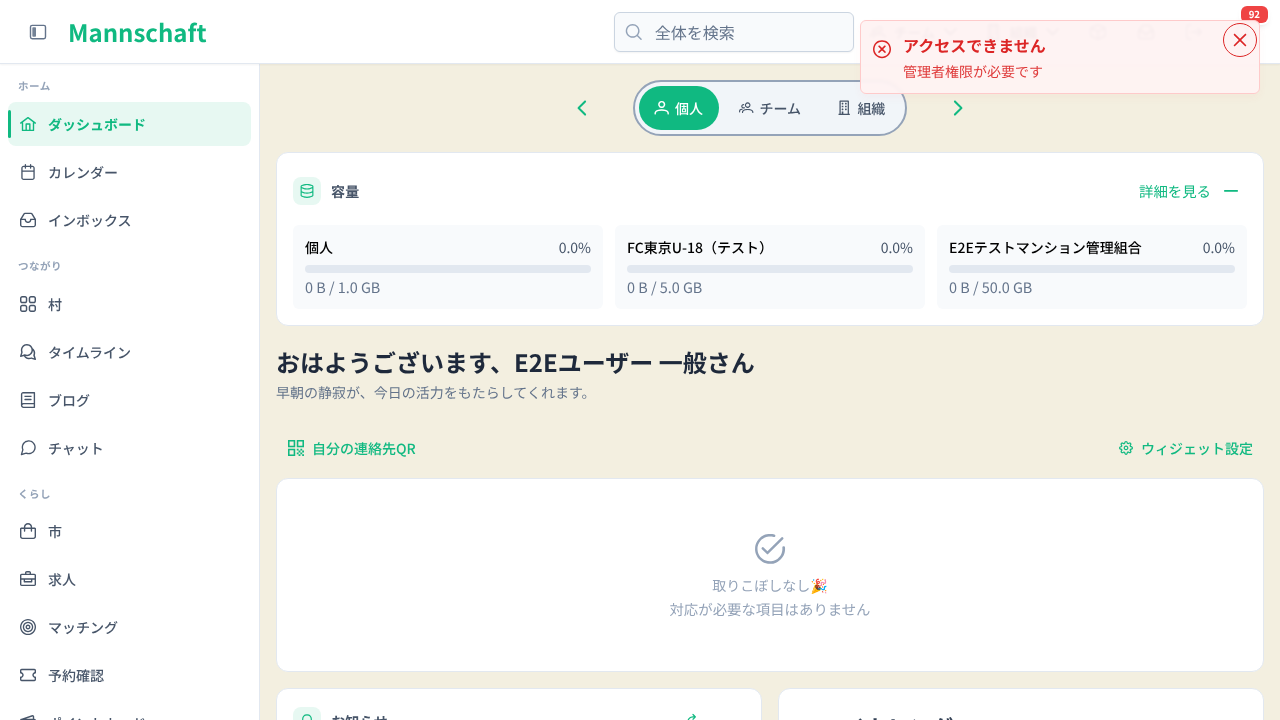 Mannschaft
全体を検索
92
アクセスできません
管理者権限が必要です
ホーム
ダッシュボード
カレンダー
インボックス
つながり
村
タイムライン
ブログ
チャット
くらし
市
求人
マッチング
予約確認
個人
チーム
組織
容量
詳細を見る
個人 0.0%
0 B / 1.0 GB
FC東京U-18（テスト） 0.0%
0 B / 5.0 GB
E2Eテストマンション管理組合 0.0%
0 B / 50.0 GB
おはようございます、E2Eユーザー 一般さん
早朝の静寂が、今日の活力をもたらしてくれます。
自分の連絡先QR
ウィジェット設定
取りこぼしなし🎉
対応が必要な項目はありません
お知らせ